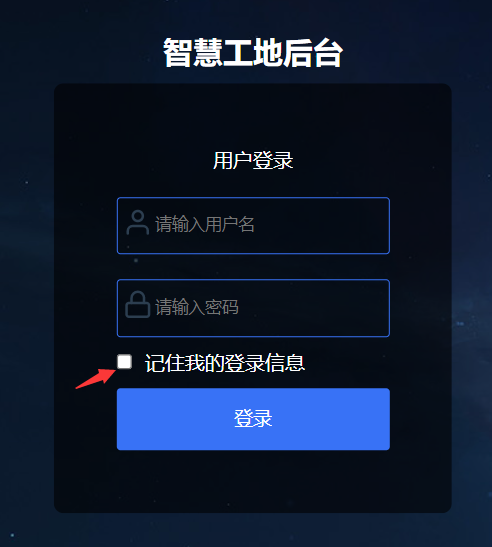 智慧工地后台
用户登录
请输入用户名
请输入密码
记住我的登录信息
登录